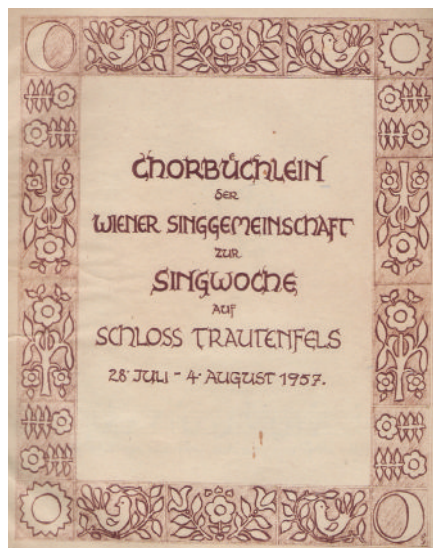 CHORBÜCHLEIN
DER
WIENER SINGGEMEINSCHAFT
ZUR
SINGWOCHE
AUF
SCHLOSS TRAUTENFELS
28. JULI - 4. AUGUST 1957.